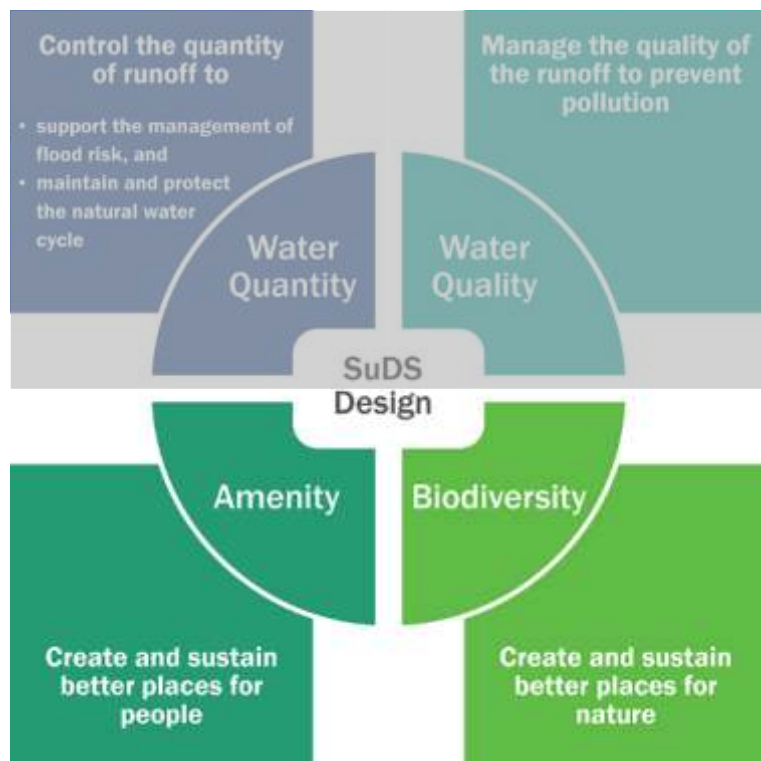 Control the quantity
of runoff to
• support the management of
flood risk, and
• maintain and protect
the natural water
cycle
Manage the quality of
the runoff to prevent
pollution
Water
Quantity
Water
Quality
SuDS
Design
Amenity
Biodiversity
Create and sustain
better places for
people
Create and sustain
better places for
nature